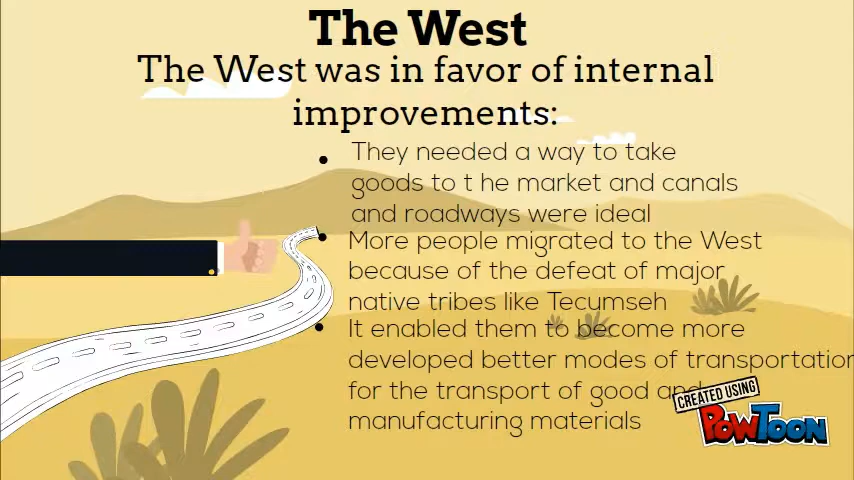 The West
The West was in favor of internal
improvements:
• They needed a way to take
goods to t he market and canals
and roadways were ideal
• More people migrated to the West
because of the defeat of major
native tribes like Tecumseh
• It enabled them to become more
developed better modes of transportation
for the transport of good and
manufacturing materials
CREATED USING
POWTOON